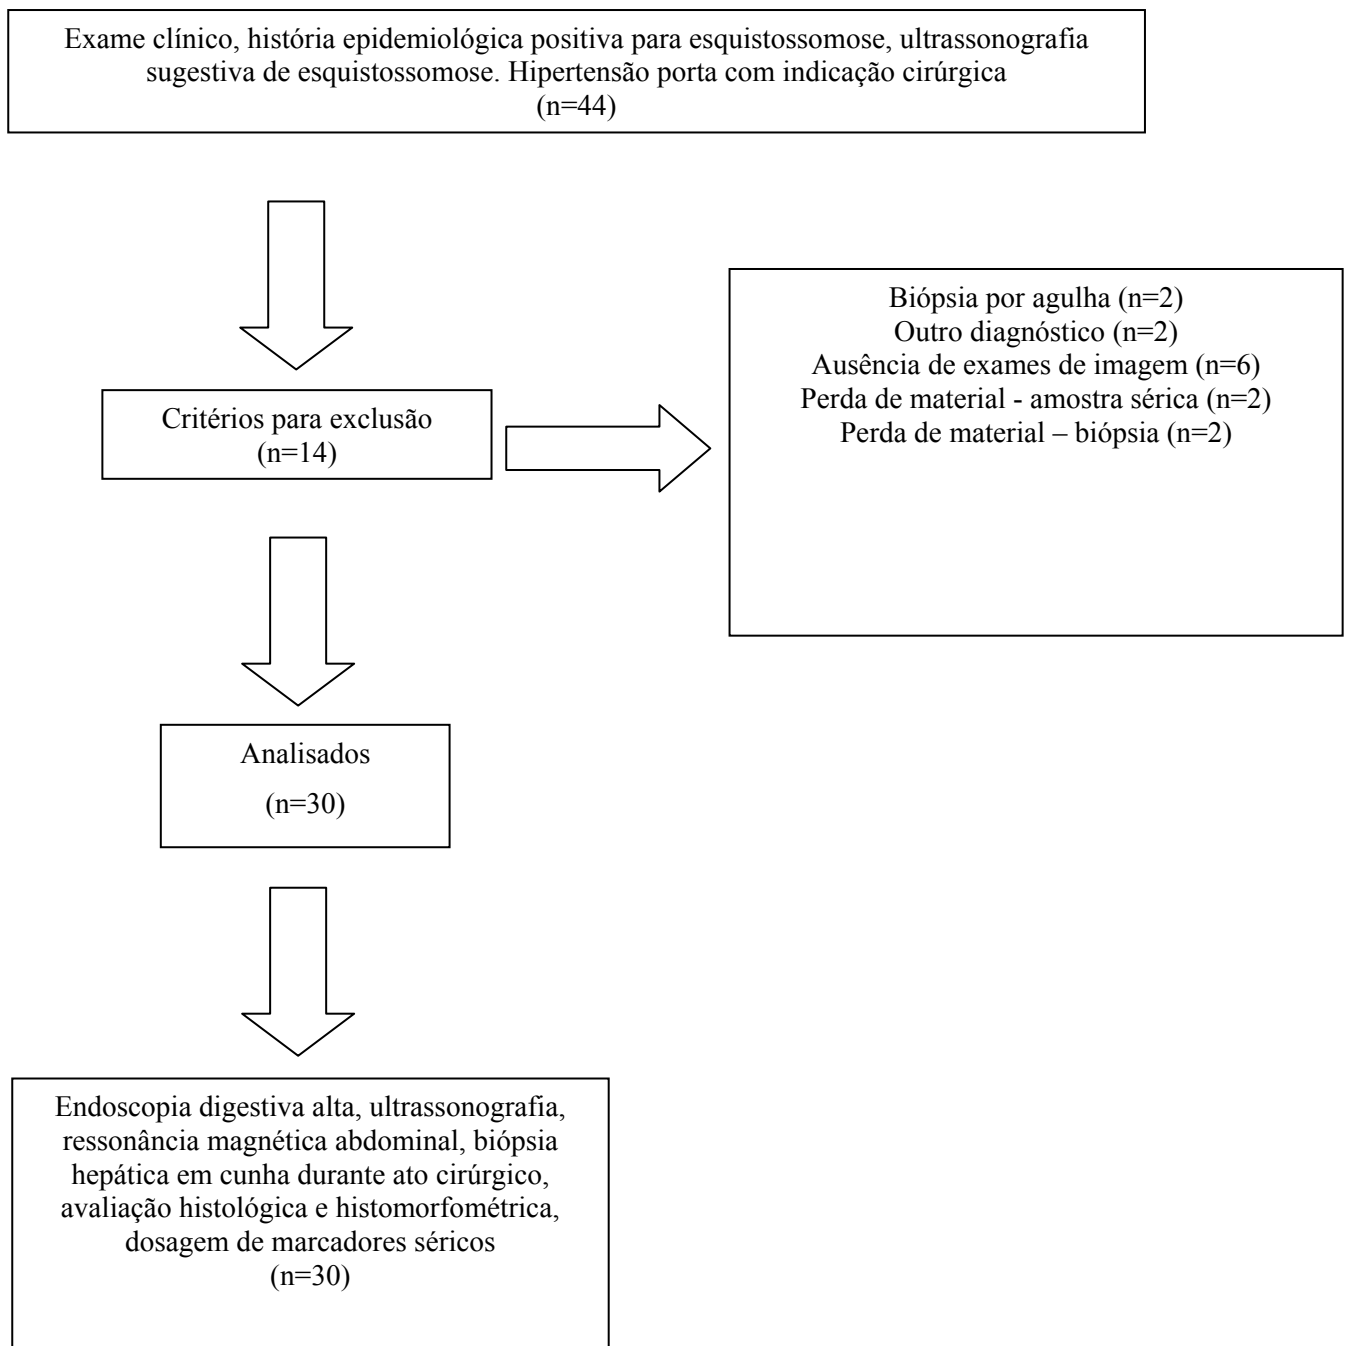 Exame clínico, história epidemiológica positiva para esquistossomose, ultrassonografia
sugestiva de esquistossomose. Hipertensão porta com indicação cirúrgica
(n=44)
Critérios para exclusão
(n=14)
Biópsia por agulha (n=2)
Outro diagnóstico (n=2)
Ausência de exames de imagem (n=6)
Perda de material - amostra sérica (n=2)
Perda de material – biópsia (n=2)
Analisados
(n=30)
Endoscopia digestiva alta, ultrassonografia,
ressonância magnética abdominal, biópsia
hepática em cunha durante ato cirúrgico,
avaliação histológica e histomorfométrica,
dosagem de marcadores séricos
(n=30)